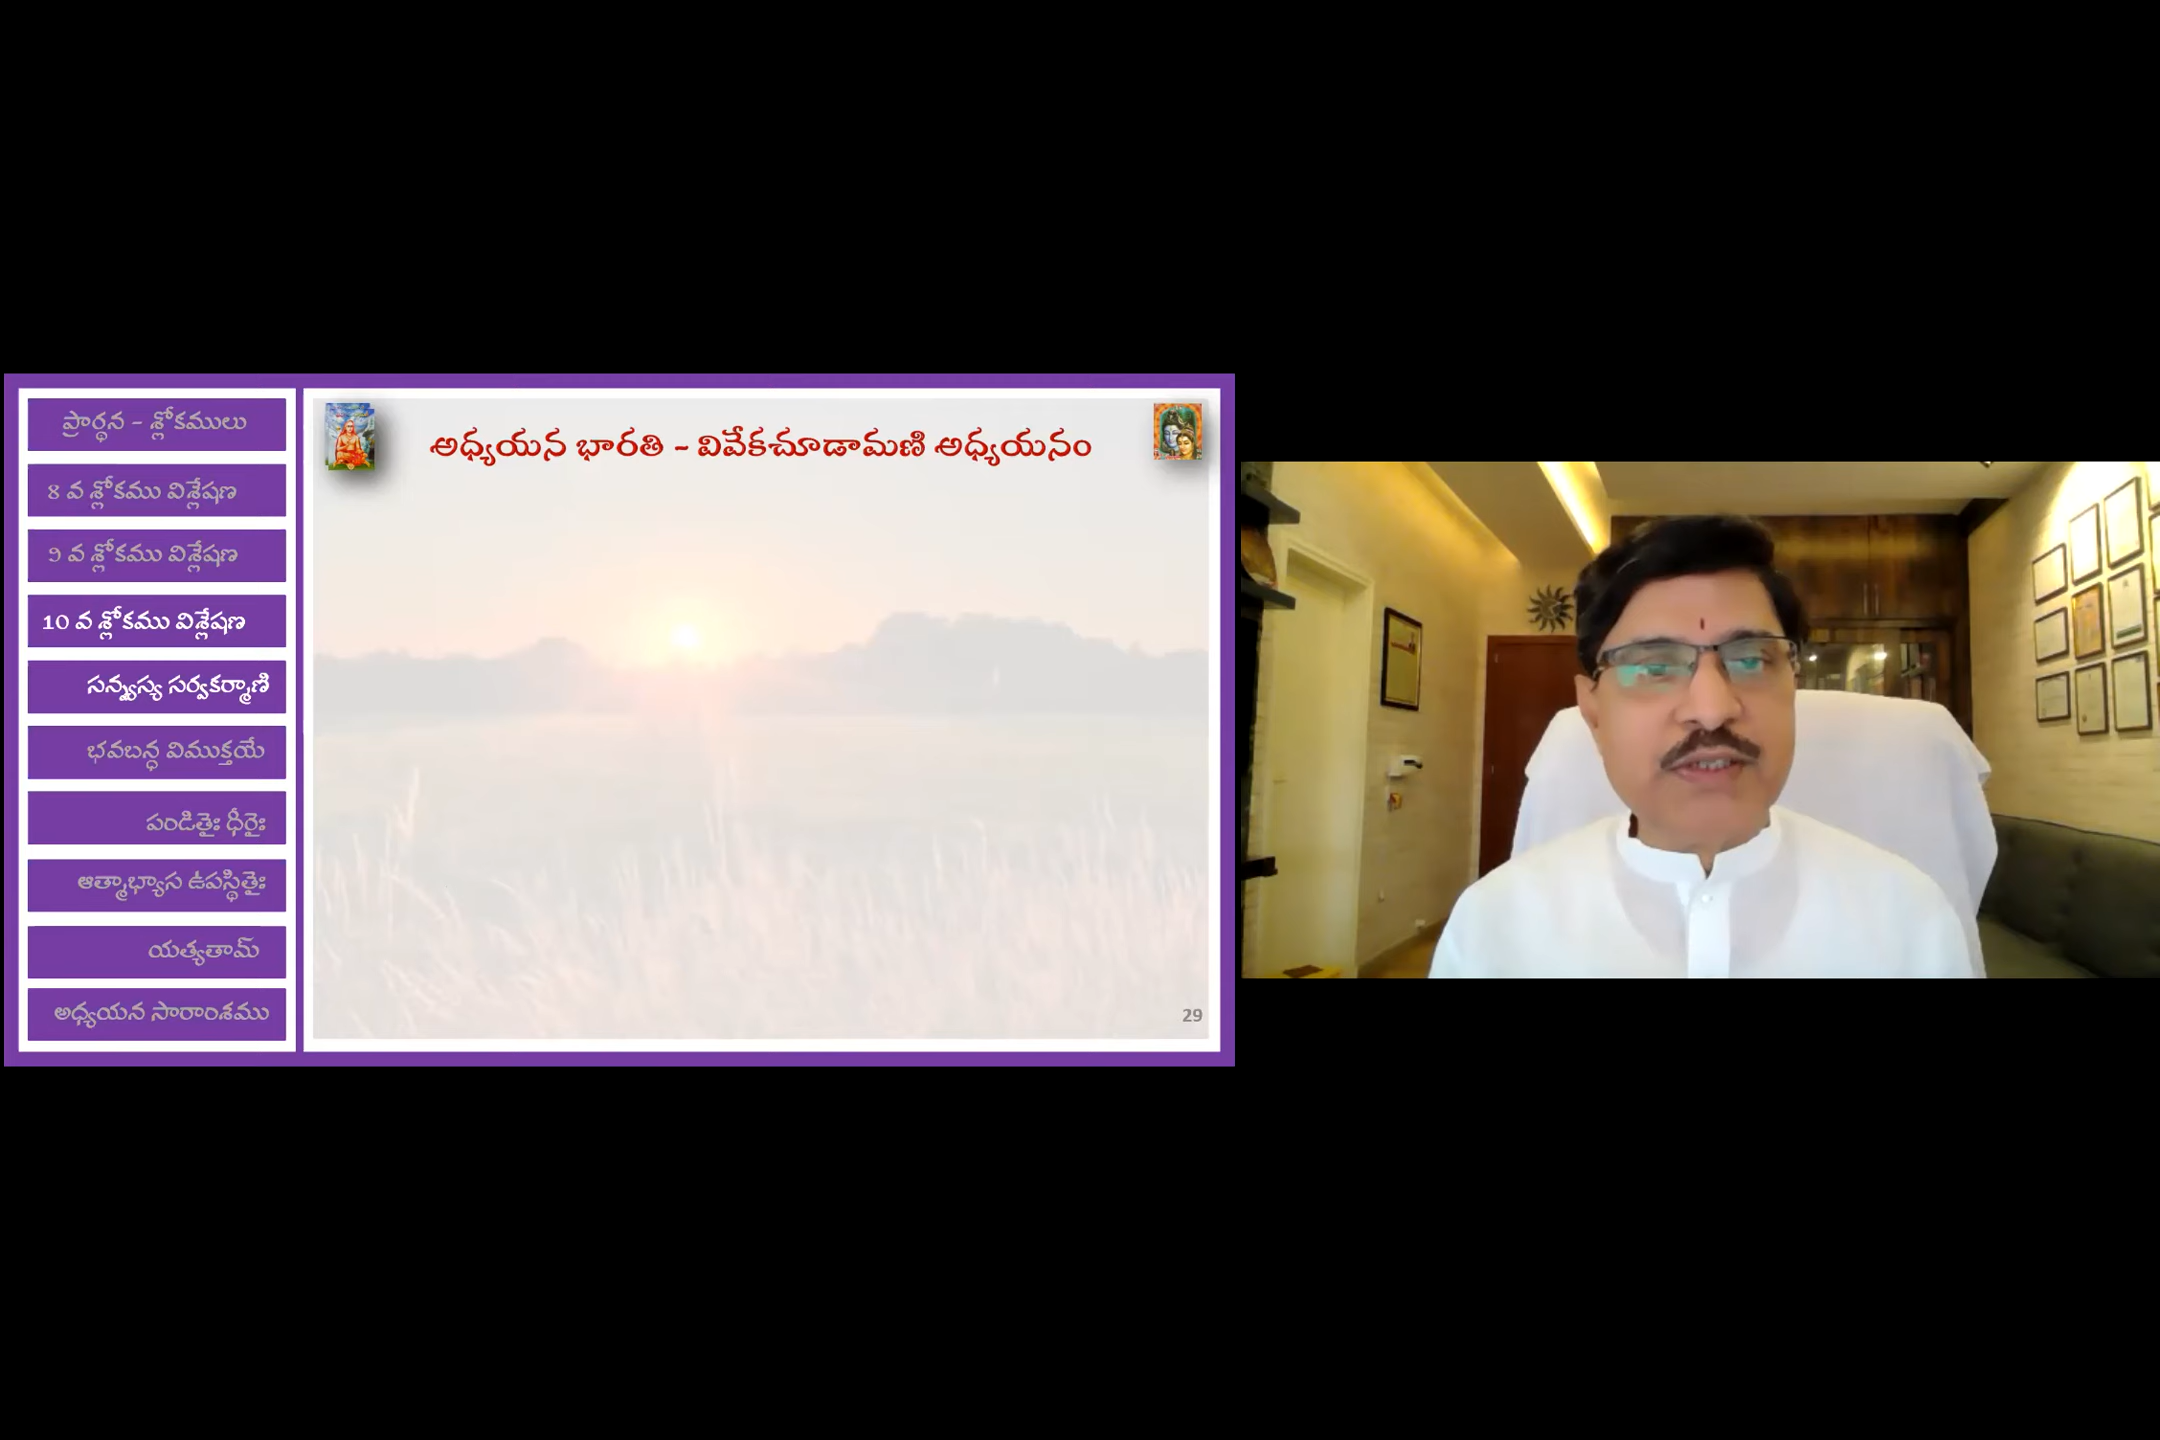 ప్రార్థన - శ్లోకములు
8 వ శ్లోకము విశ్లేషణ
9 వ శ్లోకము విశ్లేషణ
10 వ శ్లోకము విశ్లేషణ
సన్న్యస్య సర్వకర్మాణి
భవబన్ధ విముక్తయే
పండితైః ధీరైః
ఆత్మాభ్యాస ఉపస్థితైః
యత్యతామ్
అధ్యయన సారాంశము
అధ్యయన భారతి - వివేకచూడామణి అధ్యయనం
29